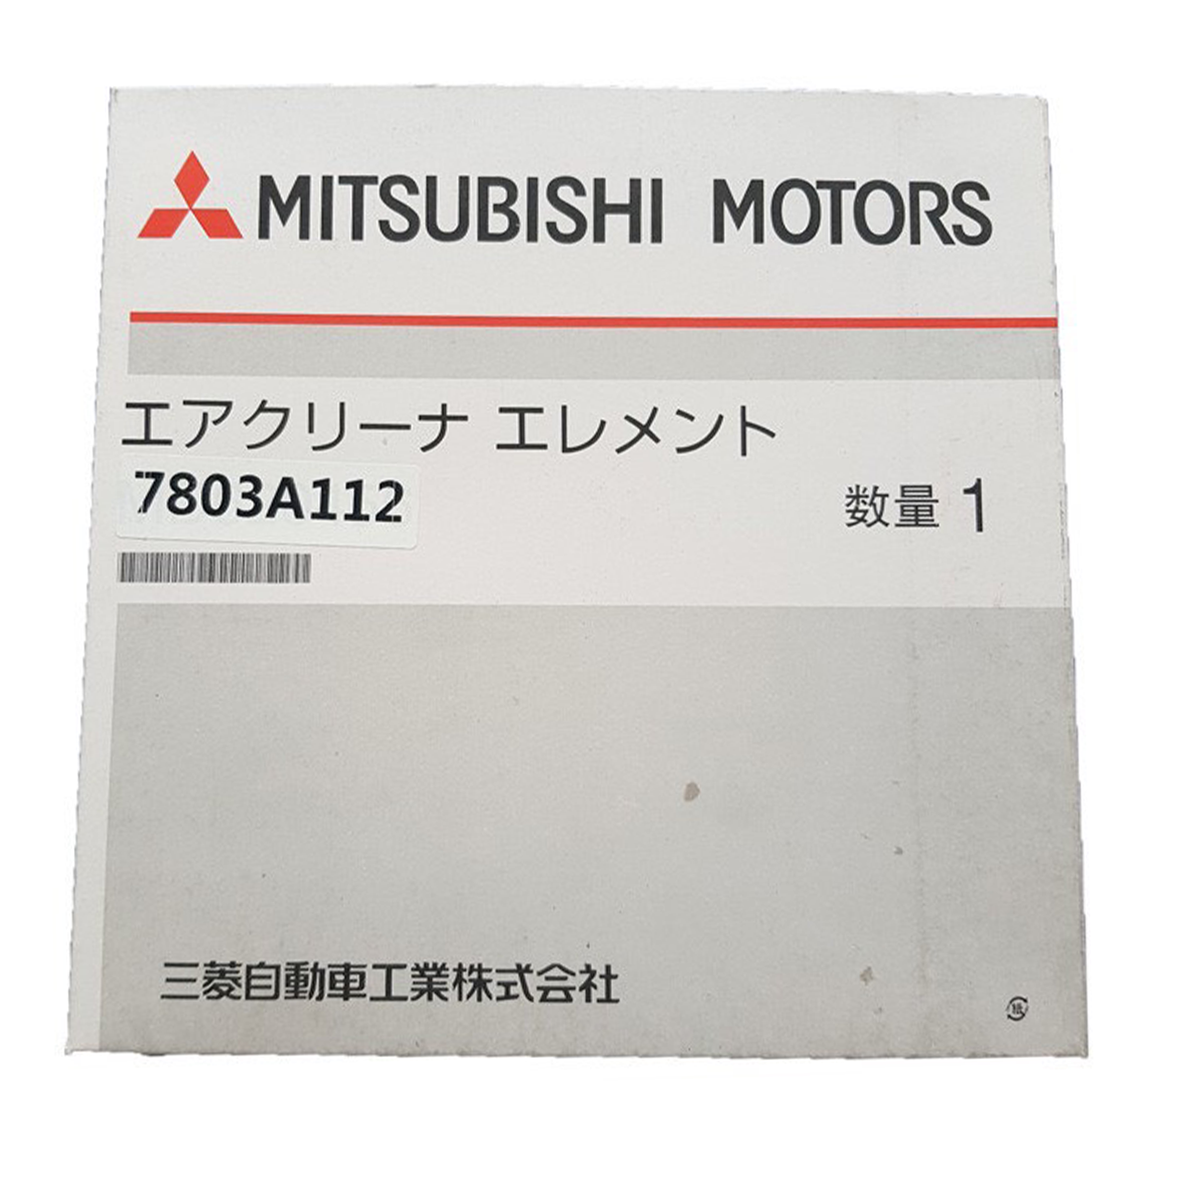 MITSUBISHI MOTORS
エアクリーナ エレメント
7803A112
数量 1
三菱自動車工業株式会社
紙